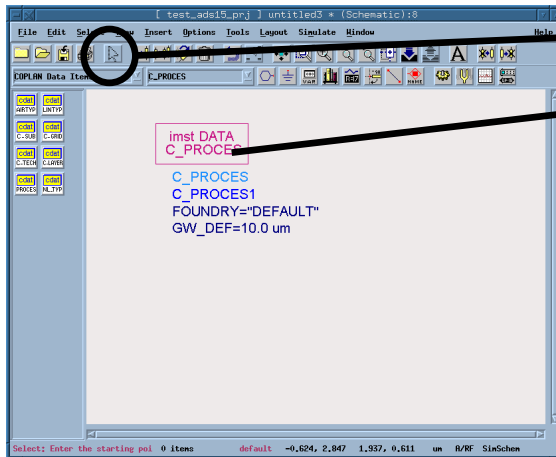 [ test_ads15_prj ] untitled3 * (Schematic):8
File Edit Insert Options Tools Layout Simulate Window Help
COPLAN Data C_PROCES VAR A NAME
cdat cdat
AIRTYP LINTYP
cdat cdat
C-SUB C-GRID
cdat cdat
C.TECH C.LAYER
cdat cdat
PROCES NL_TYP
imst DATA
C_PROCES
C_PROCES
C_PROCES1
FOUNDRY="DEFAULT"
GW_DEF=10.0 um
Select: Enter the starting poi 0 items default -0.624, 2.847 1.937, 0.611 um A/RF SimSchem